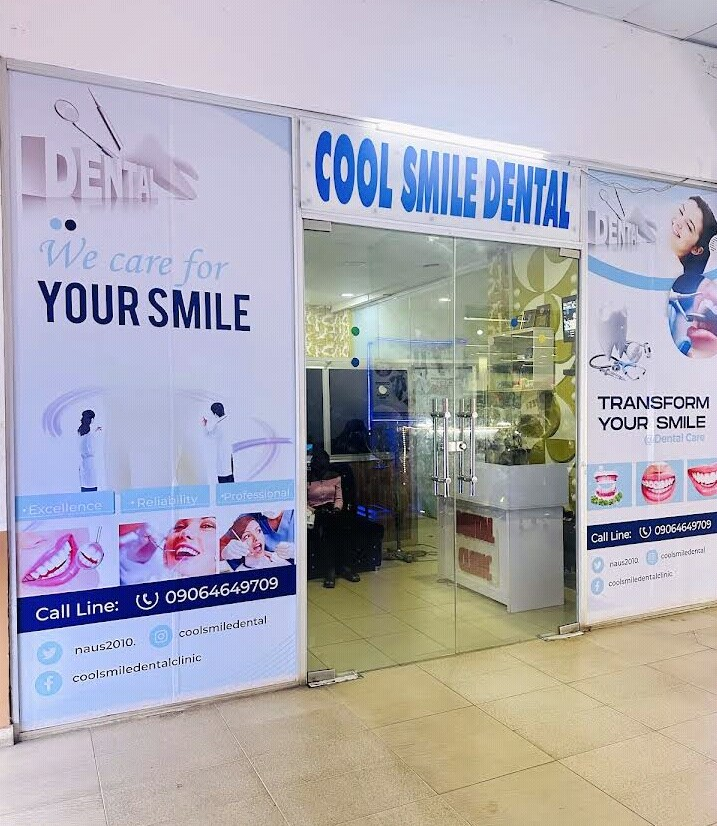 COOL SMILE DENTAL
DENTAL
We care for
YOUR SMILE
•Excellence
•Reliability
•Professional
Call Line: 09064649709
naus2010.
coolsmiledental
coolsmiledentalclinic
DENTAL
TRANSFORM
YOUR SMILE
@Dental Care
Call Line: 09064649709
naus2010.
coolsmiledental
coolsmiledentalclinic